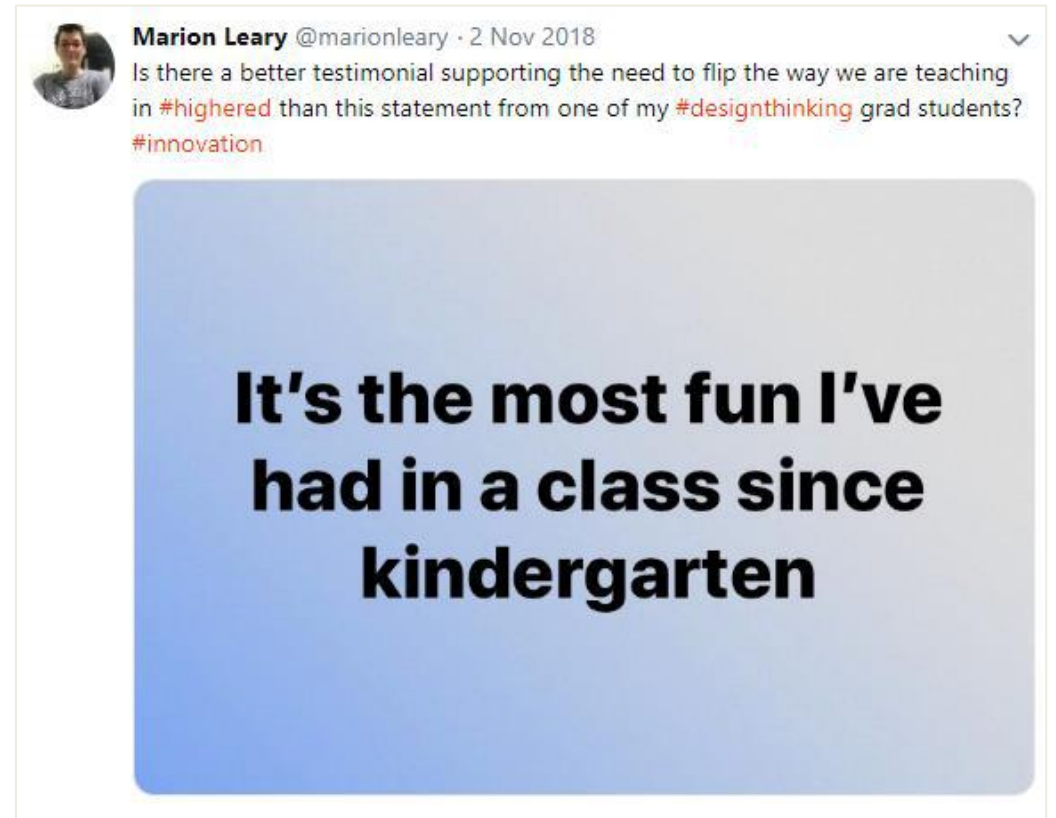 Marion Leary @marionleary · 2 Nov 2018
Is there a better testimonial supporting the need to flip the way we are teaching
in #highered than this statement from one of my #designthinking grad students?
#innovation
It’s the most fun I’ve
had in a class since
kindergarten